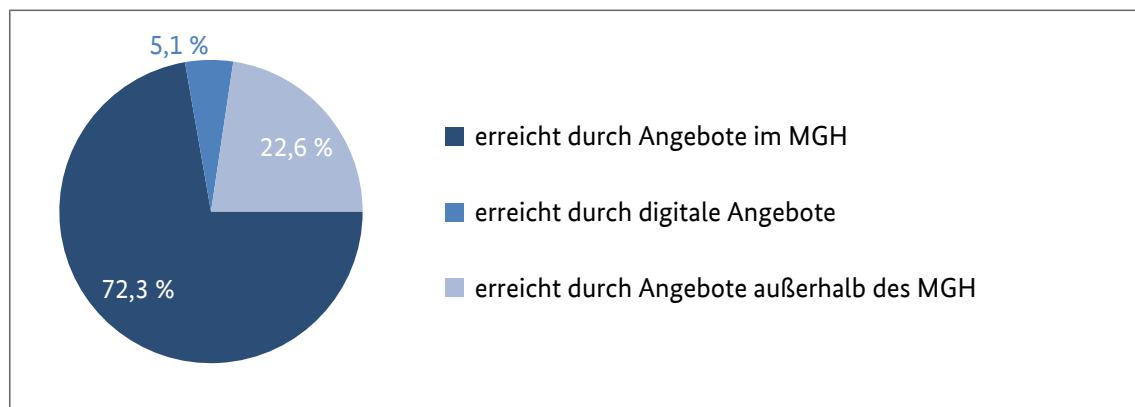 5,1 %
22,6 %
72,3 %
erreicht durch Angebote im MGH
erreicht durch digitale Angebote
erreicht durch Angebote außerhalb des MGH